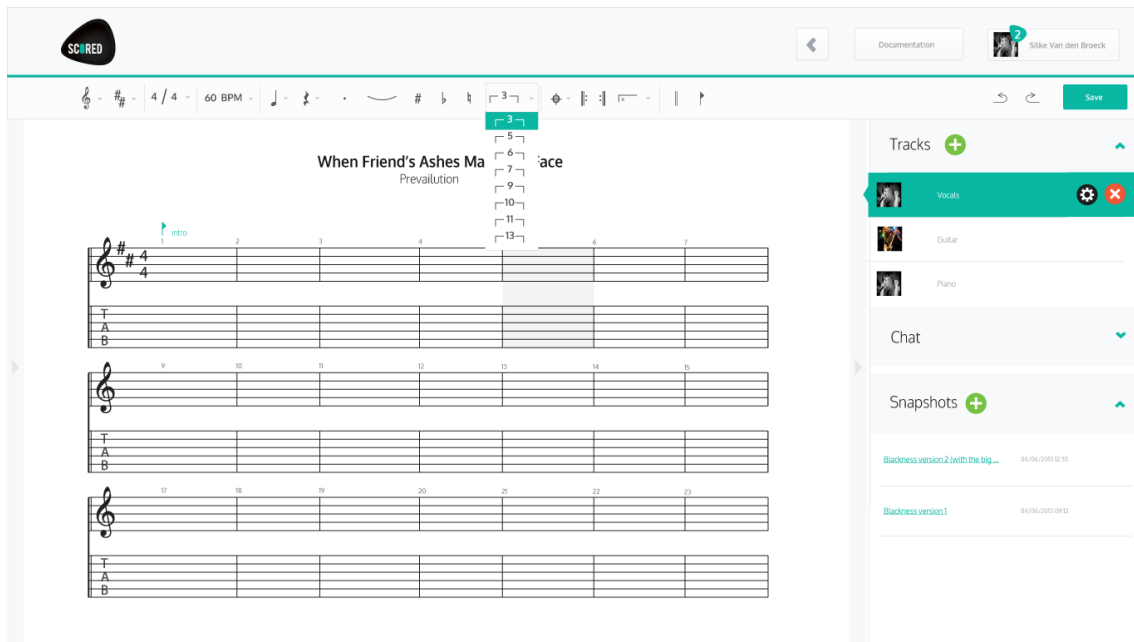 SCORED
Documentation
2
Silke Van den Broeck
4 / 4
60 BPM
3
Save
3
5
6
7
9
10
11
13
When Friend's Ashes Ma ace
Prevailution
intro
1 2 3 4 6 7
4
4
T
A
B
9 10 11 12 13 14 15
T
A
B
17 18 19 20 21 22 23
T
A
B
Tracks
Vocals
Guitar
Piano
Chat
Snapshots
Blackness version 2 (with the big ... 04/06/2013 12:33
Blackness version 1 04/06/2013 09:12